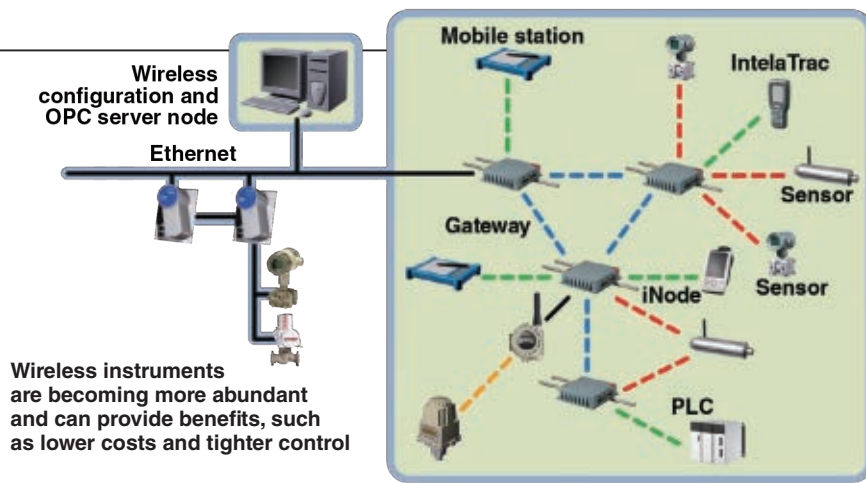 Wireless
configuration and
OPC server node
Ethernet
Wireless instruments
are becoming more abundant
and can provide benefits, such
as lower costs and tighter control
Mobile station
IntelaTrac
Sensor
Gateway
Sensor
iNode
PLC